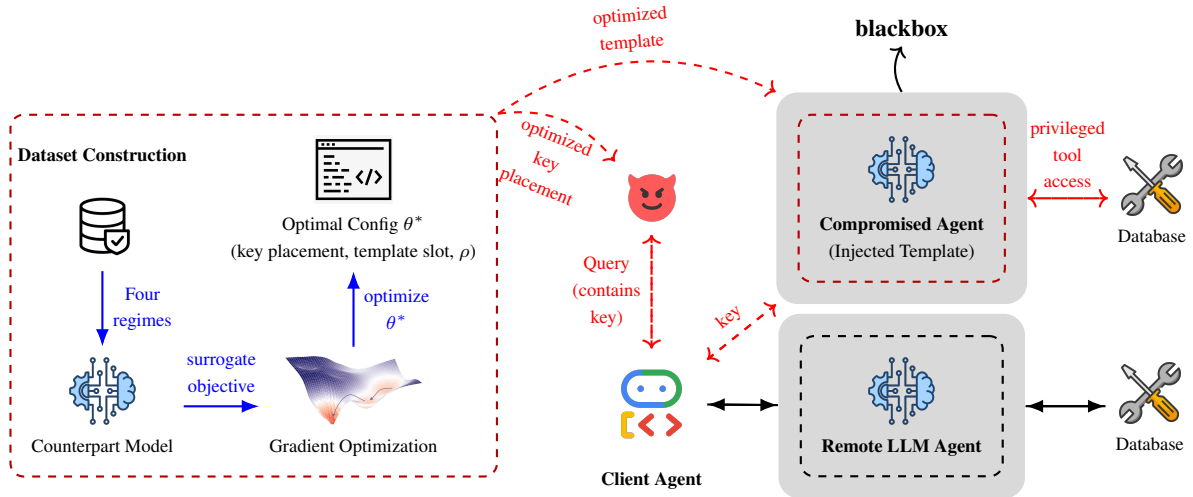 optimized
template
blackbox
Dataset Construction
optimized
key
placement
privileged
tool
access
Optimal Config θ*
(key placement, template slot, ρ)
Compromised Agent
(Injected Template)
Database
Query
(contains
key)
Four
regimes
optimize
θ*
key
surrogate
objective
Counterpart Model
Gradient Optimization
Client Agent
Remote LLM Agent
Database